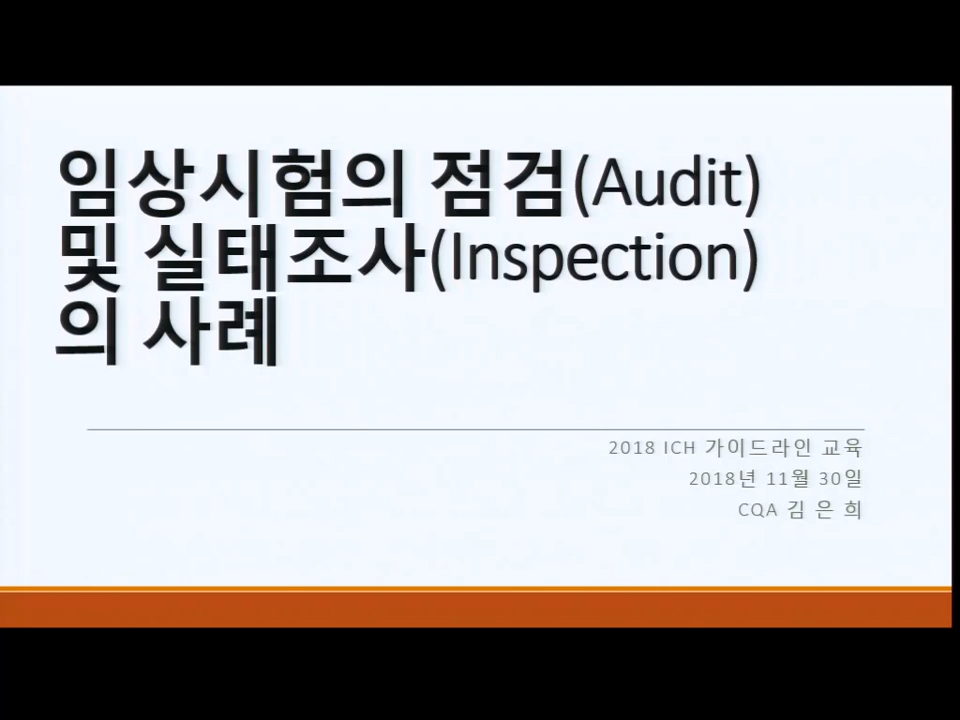 임상시험의 점검(Audit)
및 실태조사(Inspection)
의 사례
2018 ICH 가이드라인 교육
2018년 11월 30일
CQA 김 은 희